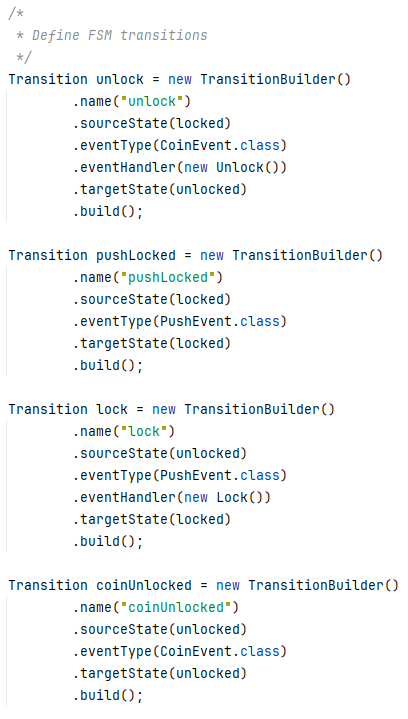 /*
 * Define FSM transitions
 */
Transition unlock = new TransitionBuilder()
        .name("unlock")
        .sourceState(locked)
        .eventType(CoinEvent.class)
        .eventHandler(new Unlock())
        .targetState(unlocked)
        .build();

Transition pushLocked = new TransitionBuilder()
        .name("pushLocked")
        .sourceState(locked)
        .eventType(PushEvent.class)
        .targetState(locked)
        .build();

Transition lock = new TransitionBuilder()
        .name("lock")
        .sourceState(unlocked)
        .eventType(PushEvent.class)
        .eventHandler(new Lock())
        .targetState(locked)
        .build();

Transition coinUnlocked = new TransitionBuilder()
        .name("coinUnlocked")
        .sourceState(unlocked)
        .eventType(CoinEvent.class)
        .targetState(unlocked)
        .build();